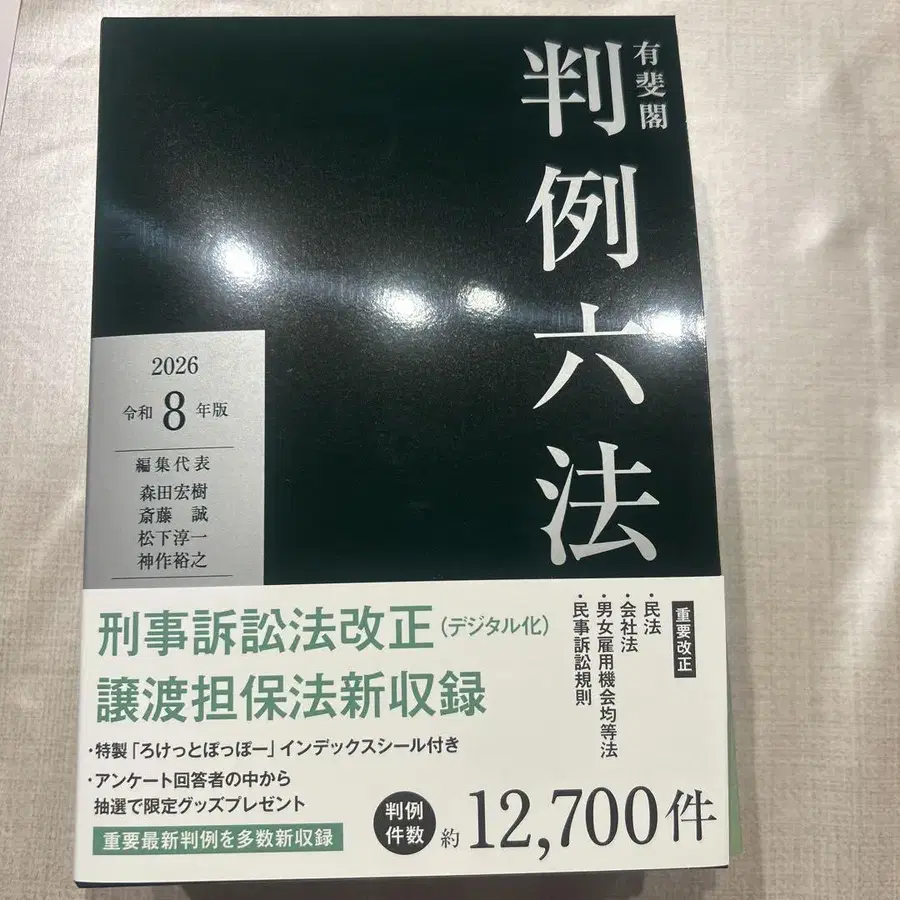 有斐閣
判例六法
2026
令和8年版
編集代表
森田宏樹
斎藤 誠
松下淳一
神作裕之
刑事訴訟法改正(デジタル化)
譲渡担保法新収録
・特製「ろけっとぽっぽー」インデックスシール付き
・アンケート回答者の中から
抽選で限定グッズプレゼント
重要最新判例を多数新収録
重要改正
・民法
・会社法
・男女雇用機会均等法
・民事訴訟規則
判例件数
約12,700件